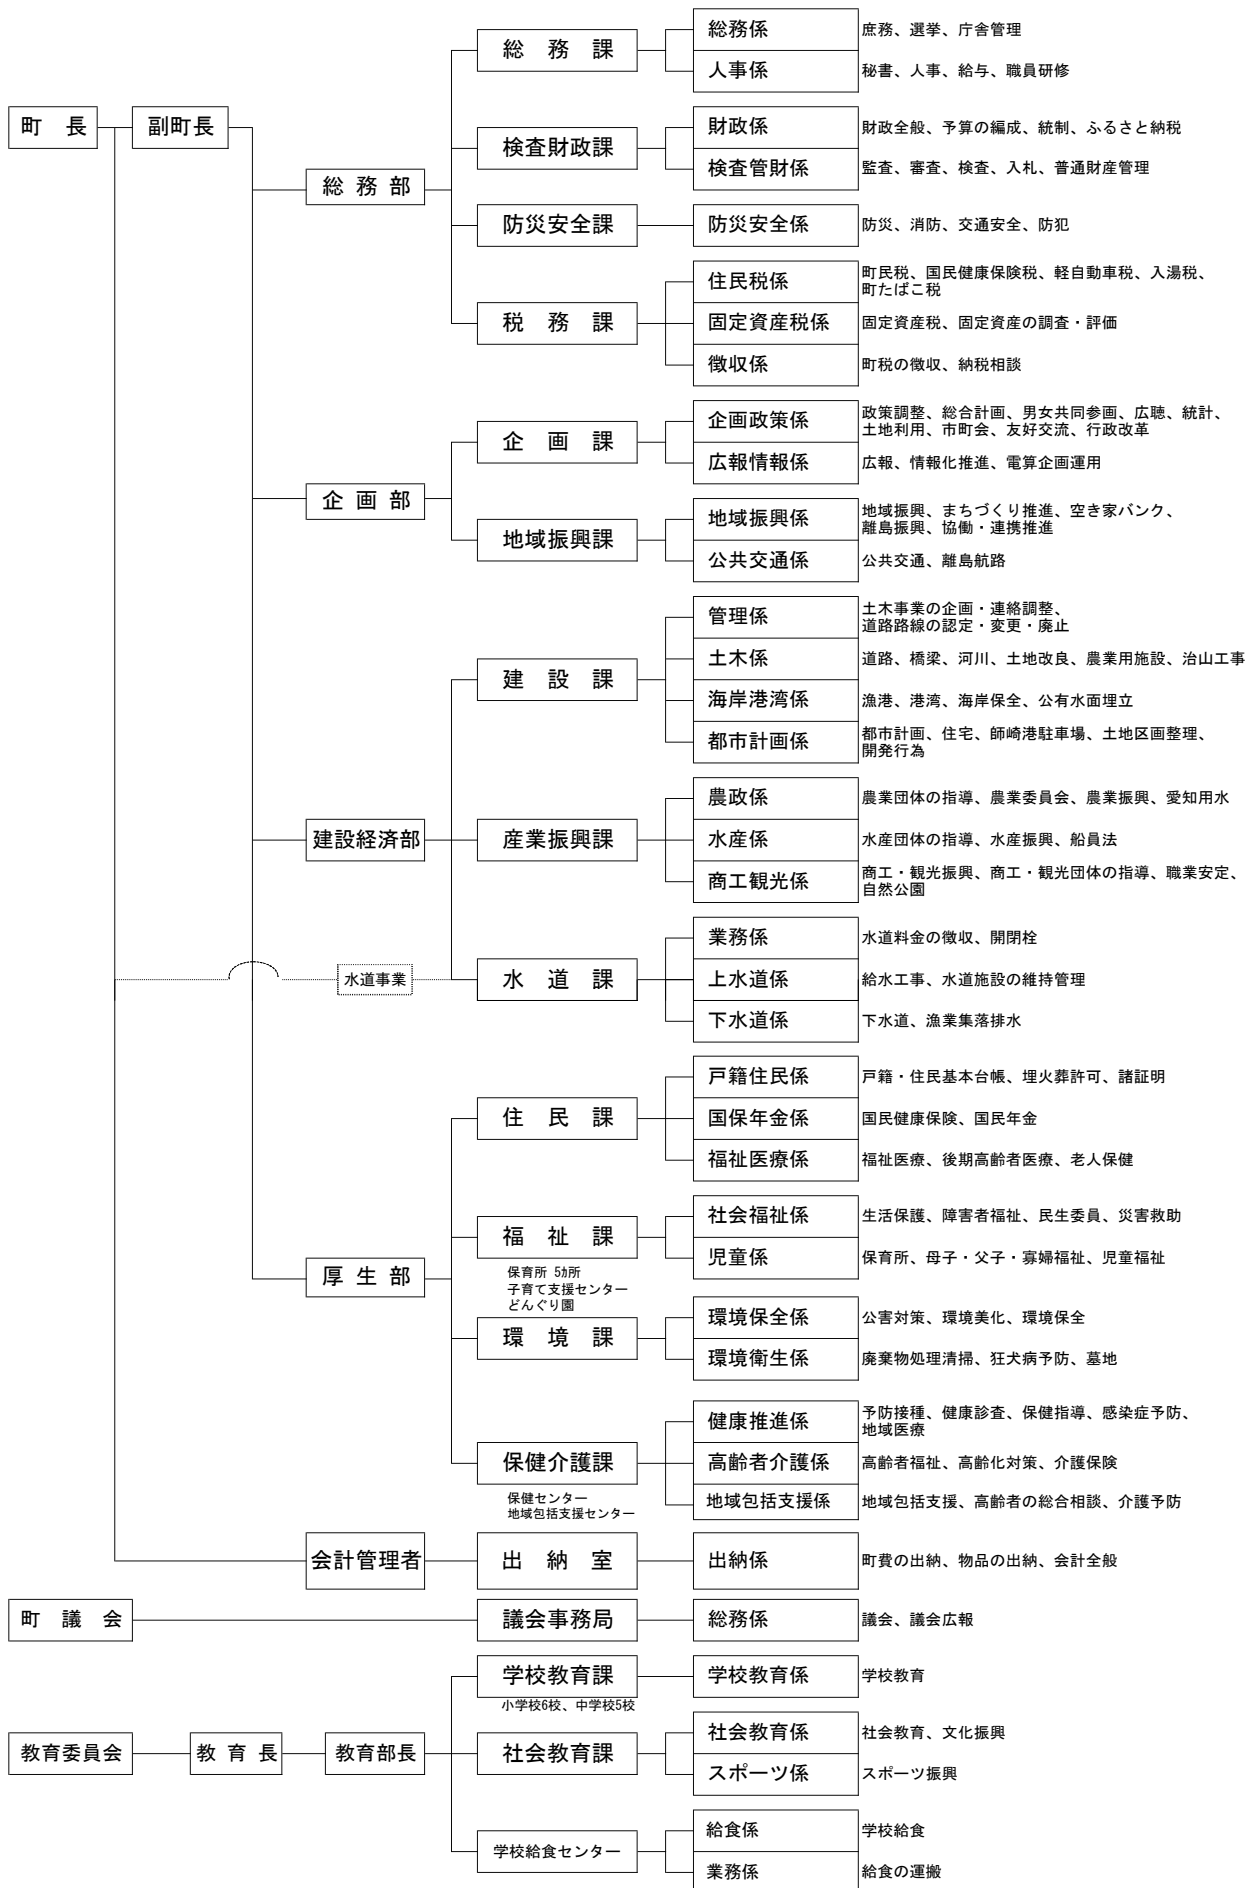 総務課
総務係
庶務、選挙、庁舎管理
人事係
秘書、人事、給与、職員研修
町長
副町長
総務部
検査財政課
財政係
財政全般、予算の編成、統制、ふるさと納税
検査管財係
監査、審査、検査、入札、普通財産管理
防災安全課
防災安全係
防災、消防、交通安全、防犯
税務課
住民税係
町民税、国民健康保険税、軽自動車税、入湯税、
町たばこ税
固定資産税係
固定資産税、固定資産の調査・評価
徴収係
町税の徴収、納税相談
企画部
企画課
企画政策係
政策調整、総合計画、男女共同参画、広聴、統計、
土地利用、市町会、友好交流、行政改革
広報情報係
広報、情報化推進、電算企画運用
地域振興課
地域振興係
地域振興、まちづくり推進、空き家バンク、
離島振興、協働・連携推進
公共交通係
公共交通、離島航路
建設経済部
建設課
管理係
土木事業の企画・連絡調整、
道路路線の認定・変更・廃止
土木係
道路、橋梁、河川、土地改良、農業用施設、治山工事
海岸港湾係
漁港、港湾、海岸保全、公有水面埋立
都市計画係
都市計画、住宅、師崎港駐車場、土地区画整理、
開発行為
産業振興課
農政係
農業団体の指導、農業委員会、農業振興、愛知用水
水産係
水産団体の指導、水産振興、船員法
商工観光係
商工・観光振興、商工・観光団体の指導、職業安定、
自然公園
水道事業
水道課
業務係
水道料金の徴収、開閉栓
上水道係
給水工事、水道施設の維持管理
下水道係
下水道、漁業集落排水
厚生部
住民課
戸籍住民係
戸籍・住民基本台帳、埋火葬許可、諸証明
国保年金係
国民健康保険、国民年金
福祉医療係
福祉医療、後期高齢者医療、老人保健
福祉課
保育所 5ｶ所
子育て支援センター
どんぐり園
社会福祉係
生活保護、障害者福祉、民生委員、災害救助
児童係
保育所、母子・父子・寡婦福祉、児童福祉
環境課
環境保全係
公害対策、環境美化、環境保全
環境衛生係
廃棄物処理清掃、狂犬病予防、墓地
保健介護課
保健センター
地域包括支援センター
健康推進係
予防接種、健康診査、保健指導、感染症予防、
地域医療
高齢者介護係
高齢者福祉、高齢化対策、介護保険
地域包括支援係
地域包括支援、高齢者の総合相談、介護予防
会計管理者
出納室
出納係
町費の出納、物品の出納、会計全般
町議会
議会事務局
総務係
議会、議会広報
教育委員会
教育長
教育部長
学校教育課
小学校6校、中学校5校
学校教育係
学校教育
社会教育課
社会教育係
社会教育、文化振興
スポーツ係
スポーツ振興
学校給食センター
給食係
学校給食
業務係
給食の運搬